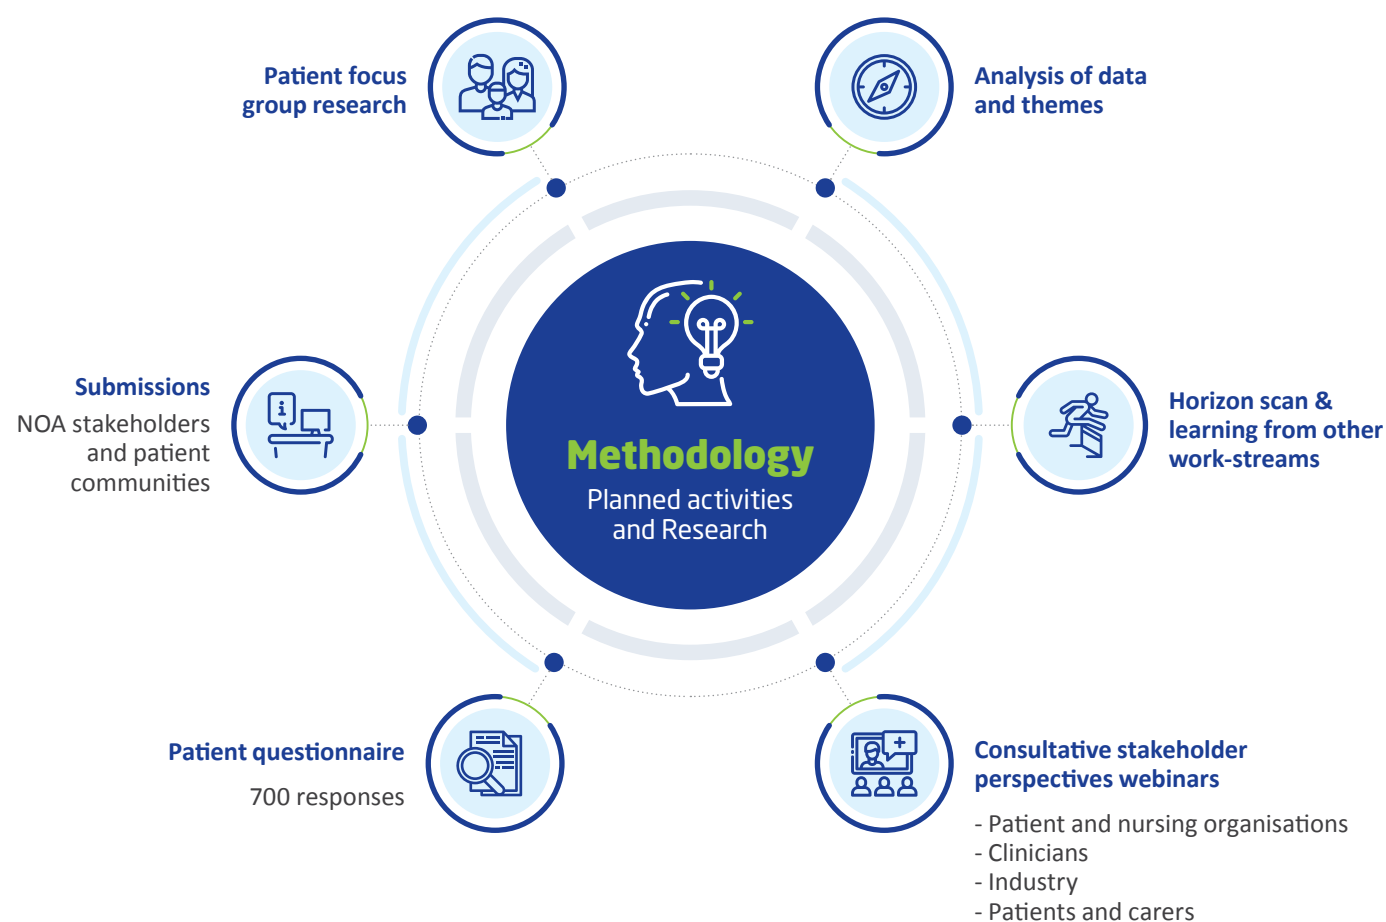 Patient focus
group research
Analysis of data
and themes
Submissions
NOA stakeholders
and patient
communities
Methodology
Planned activities
and Research
Horizon scan &
learning from other
work-streams
Patient questionnaire
700 responses
Consultative stakeholder
perspectives webinars
- Patient and nursing organisations
- Clinicians
- Industry
- Patients and carers